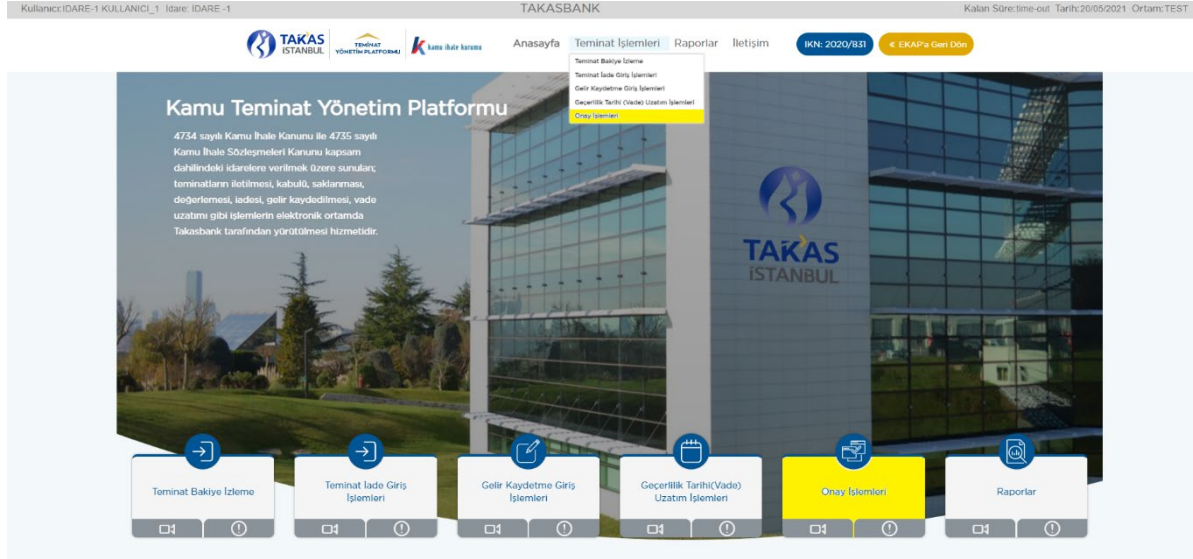 Kullanıcı:IDARE-1 KULLANICI_1 İdare: IDARE -1
TAKASBANK
Kalan Süre:time-out Tarih:20/05/2021 Ortam:TEST
TAKAS
İSTANBUL
TEMİNAT
YÖNETİM PLATFORMU
kamu ihale kurumu
Anasayfa
Teminat İşlemleri
Raporlar
İletişim
IKN: 2020/831
< EKAP'a Geri Dön
Teminat Bakiye İzleme
Teminat İade Giriş İşlemleri
Gelir Kaydetme Giriş İşlemleri
Geçerlilik Tarihi (Vade) Uzatım İşlemleri
Onay İşlemleri
Kamu Teminat Yönetim Platformu
4734 sayılı Kamu İhale Kanunu ile 4735 sayılı
Kamu İhale Sözleşmeleri Kanunu kapsam
dahilindeki idarelere verilmek üzere sunulan;
teminatların iletilmesi, kabulü, saklanması,
değerlemesi, iadesi, gelir kaydedilmesi, vade
uzatımı gibi işlemlerin elektronik ortamda
Takasbank tarafından yürütülmesi hizmetidir.
TAKAS
İSTANBUL
Teminat Bakiye İzleme
Teminat İade Giriş
İşlemleri
Gelir Kaydetme Giriş
İşlemleri
Geçerlilik Tarihi(Vade)
Uzatım İşlemleri
Onay İşlemleri
Raporlar